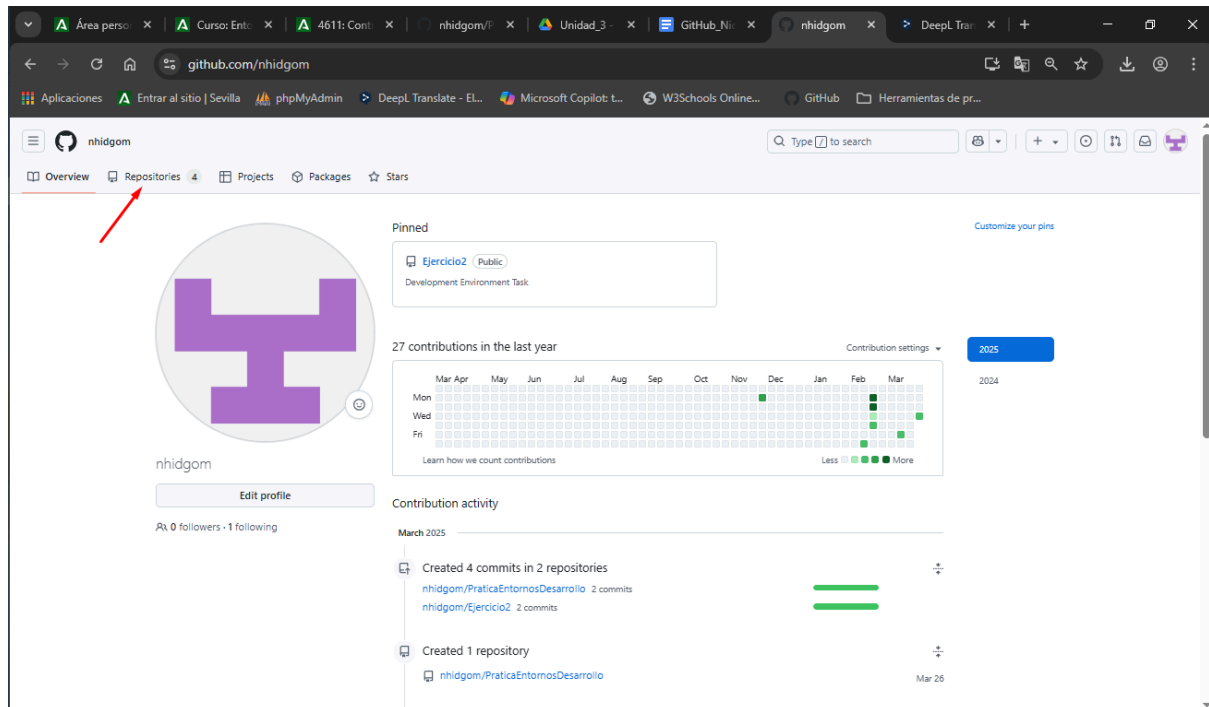 Área perso
Curso: Ento
4611: Cont
nhidgom/P
Unidad_3 -
GitHub_Nic
nhidgom
DeepL Tran
github.com/nhidgom
Aplicaciones
Entrar al sitio | Sevilla
phpMyAdmin
DeepL Translate - El...
Microsoft Copilot: t...
W3Schools Online...
GitHub
Herramientas de pr...
nhidgom
Type / to search
Overview
Repositories 4
Projects
Packages
Stars
Pinned
Customize your pins
Ejercicio2 Public
Development Environment Task
27 contributions in the last year
Contribution settings
2025
2024
Mar Apr May Jun Jul Aug Sep Oct Nov Dec Jan Feb Mar
Mon
Wed
Fri
Learn how we count contributions
Less More
nhidgom
Edit profile
0 followers · 1 following
Contribution activity
March 2025
Created 4 commits in 2 repositories
nhidgom/PraticaEntornosDesarrollo 2 commits
nhidgom/Ejercicio2 2 commits
Created 1 repository
nhidgom/PraticaEntornosDesarrollo
Mar 26